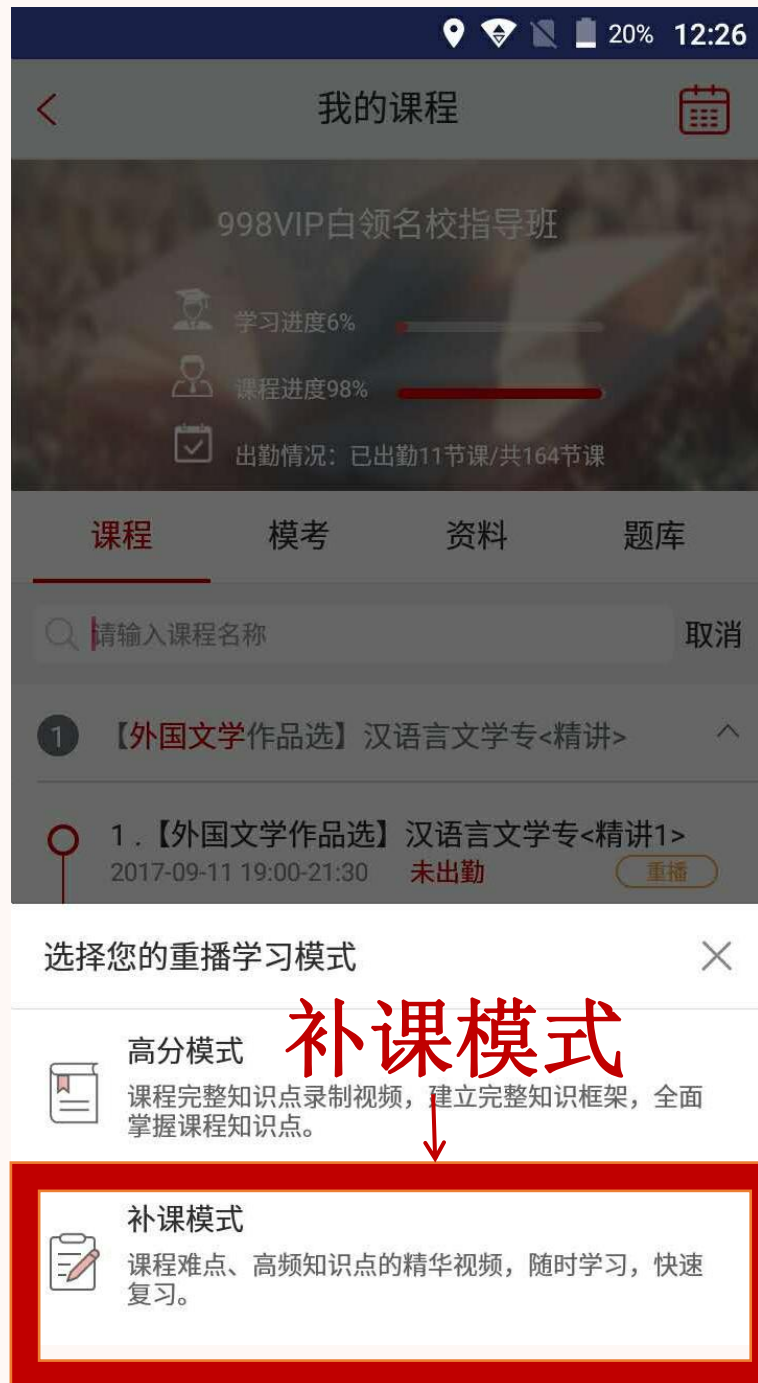 20% 12:26
我的课程
998VIP白领名校指导班
学习进度6%
课程进度98%
出勤情况：已出勤11节课/共164节课
课程 模考 资料 题库
请输入课程名称 取消
1 【外国文学作品选】汉语言文学专<精讲>
1 .【外国文学作品选】汉语言文学专<精讲1>
2017-09-11 19:00-21:30 未出勤 重播
选择您的重播学习模式
补课模式
高分模式
课程完整知识点录制视频，建立完整知识框架，全面
掌握课程知识点。
补课模式
课程难点、高频知识点的精华视频，随时学习，快速
复习。